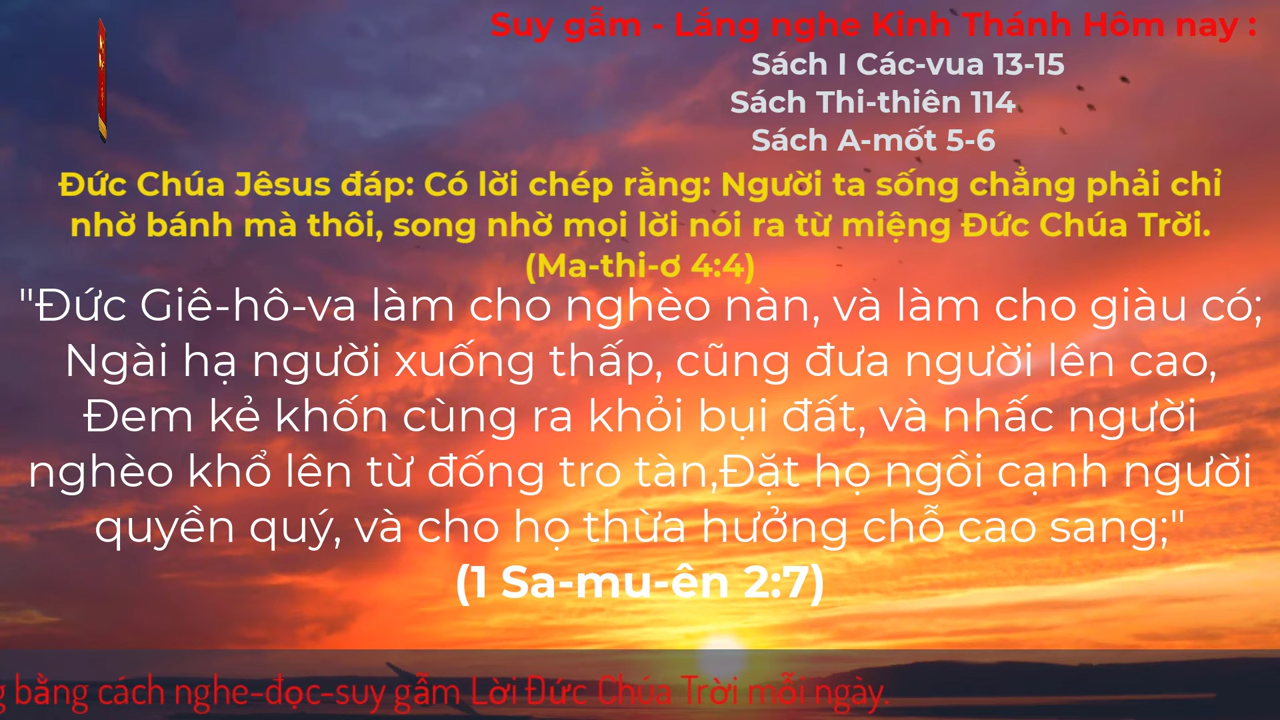 Suy gẫm - Lắng nghe Kinh Thánh Hôm nay :
Sách I Các-vua 13-15
Sách Thi-thiên 114
Sách A-mốt 5-6
Đức Chúa Jêsus đáp: Có lời chép rằng: Người ta sống chẳng phải chỉ
nhờ bánh mà thôi, song nhờ mọi lời nói ra từ miệng Đức Chúa Trời.
(Ma-thi-ơ 4:4)
"Đức Giê-hô-va làm cho nghèo nàn, và làm cho giàu có;
Ngài hạ người xuống thấp, cũng đưa người lên cao,
Đem kẻ khốn cùng ra khỏi bụi đất, và nhấc người
nghèo khổ lên từ đống tro tàn,Đặt họ ngồi cạnh người
quyền quý, và cho họ thừa hưởng chỗ cao sang;"
(1 Sa-mu-ên 2:7)
g bằng cách nghe-đọc-suy gẫm Lời Đức Chúa Trời mỗi ngày.